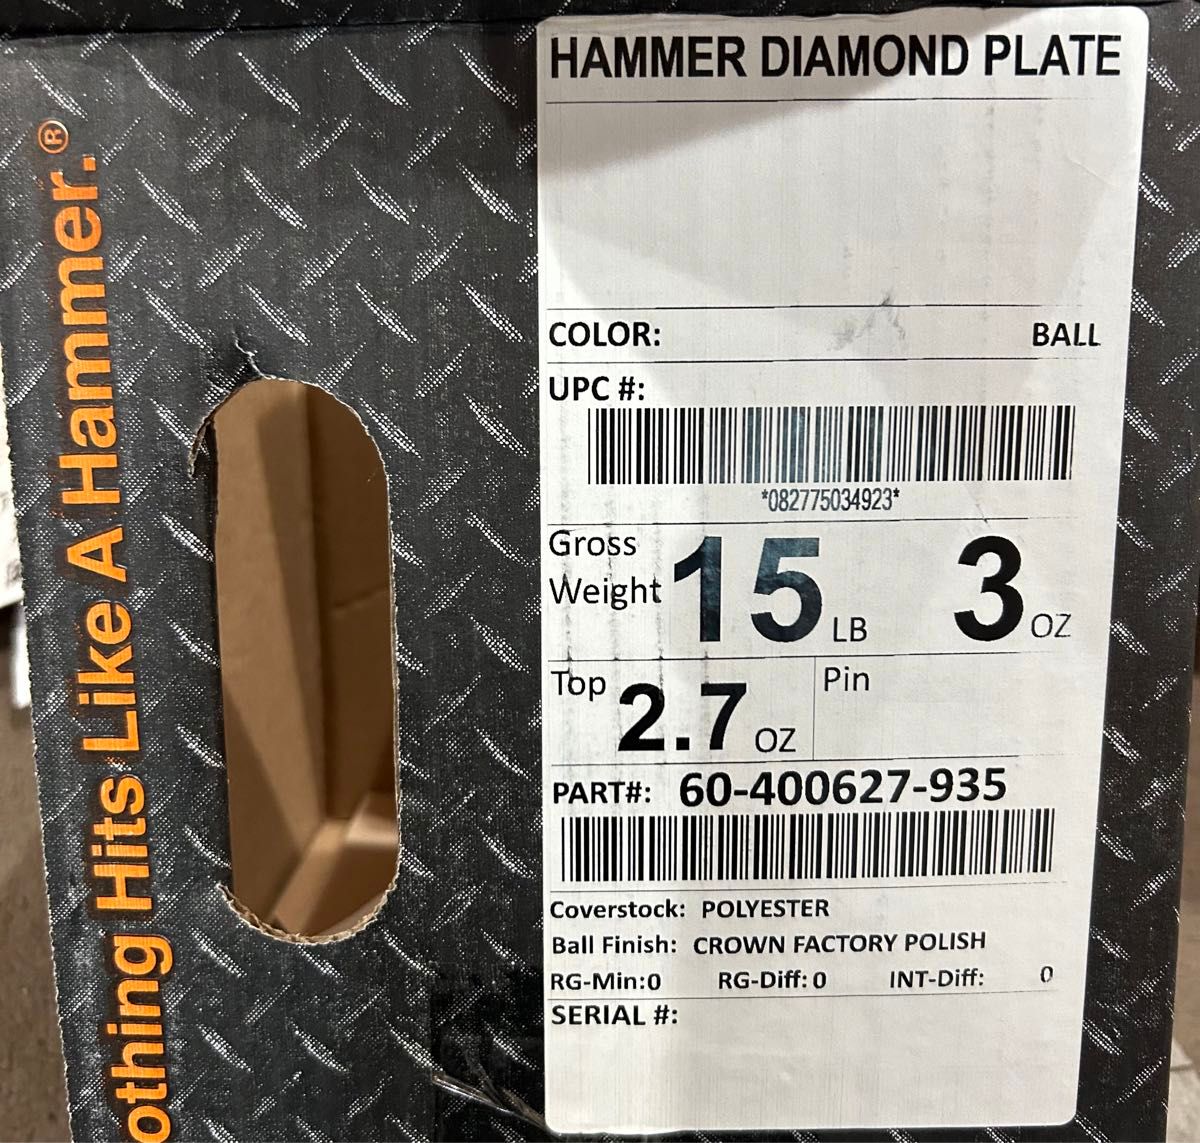 othing Hits Like A Hammer.®
HAMMER DIAMOND PLATE
COLOR: BALL
UPC #:
*082775034923*
Gross Weight 15 LB 3 OZ
Top 2.7 OZ Pin
PART#: 60-400627-935
Coverstock: POLYESTER
Ball Finish: CROWN FACTORY POLISH
RG-Min:0 RG-Diff: 0 INT-Diff: 0
SERIAL #: